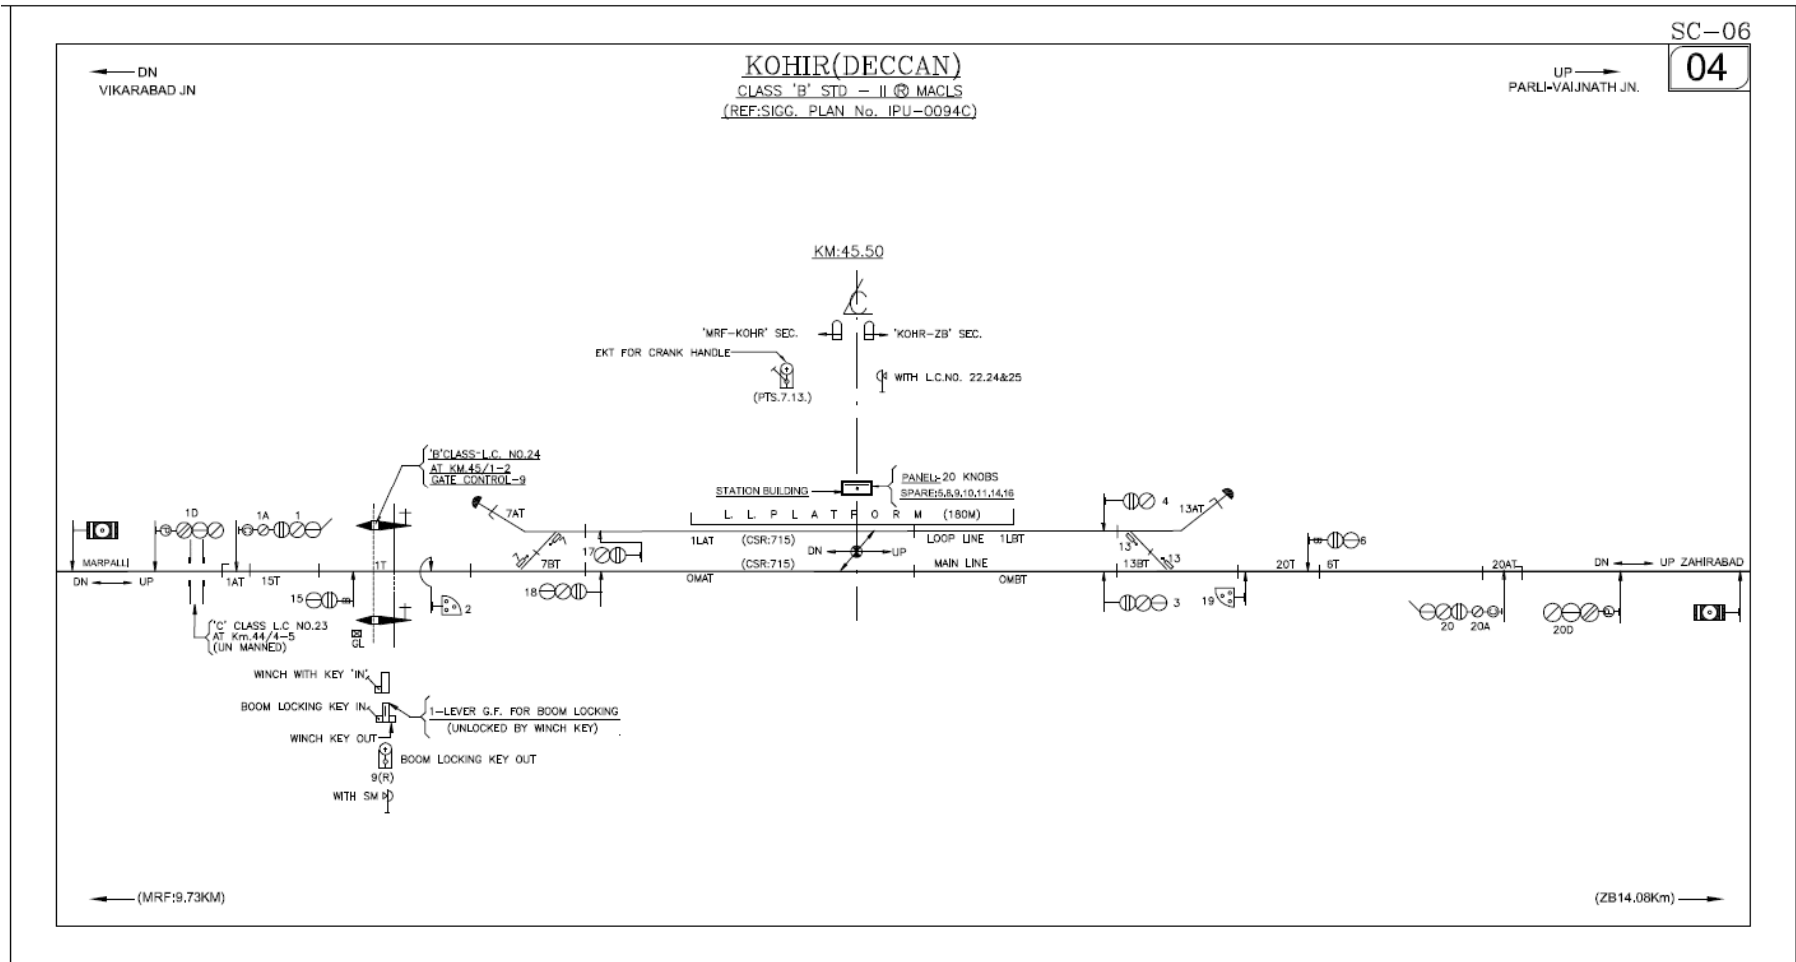 SC-06
04
DN
VIKARABAD JN
KOHIR(DECCAN)
CLASS 'B' STD - II Ⓡ MACLS
(REF:SIGG. PLAN No. IPU-0094C)
UP
PARLI-VAIJNATH JN.
KM:45.50
C
'MRF-KOHR' SEC.
'KOHR-ZB' SEC.
EKT FOR CRANK HANDLE
WITH L.C.NO. 22.24&25
(PTS.7.13.)
'B'CLASS-L.C. NO.24
AT KM.45/1-2
GATE CONTROL-9
STATION BUILDING
PANEL:-20 KNOBS
SPARE:5,8,9,10,11,14,16
L. L. PLATFORM (180M)
1D
1A
1
7AT
4
13AT
1LAT
(CSR:715)
LOOP LINE
1LBT
17
13
6
DN
UP
MARPALLI
DN
UP
1AT
15T
1T
7
7
7BT
(CSR:715)
MAIN LINE
13BT
13
20T
6T
20AT
DN
UP ZAHIRABAD
OMAT
OMBT
15
2
18
3
19
20
20A
20D
'C' CLASS L.C NO.23
AT Km.44/4-5
(UN MANNED)
GL
WINCH WITH KEY 'IN'
BOOM LOCKING KEY IN
1-LEVER G.F. FOR BOOM LOCKING
(UNLOCKED BY WINCH KEY)
WINCH KEY OUT
BOOM LOCKING KEY OUT
9(R)
WITH SM
(MRF:9.73KM)
(ZB14.08Km)